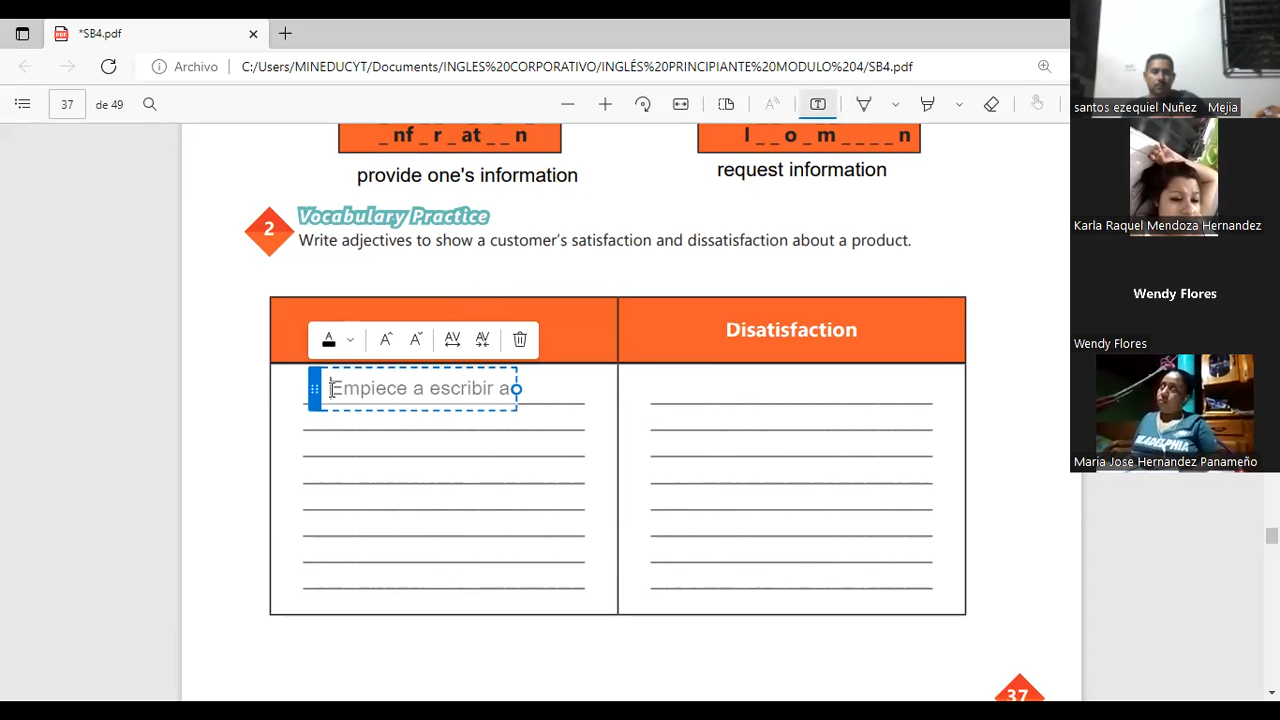 *SB4.pdf
Archivo
C:/Users/MINEDUCYT/Documents/INGLES%20CORPORATIVO/INGLÉS%20PRINCIPIANTE%20MODULO%204/SB4.pdf
37
de 49
_ nf _ r _ at _ _ n
l _ _ o _ m _ _ _ _ n
provide one's information
request information
2
Vocabulary Practice
Write adjectives to show a customer's satisfaction and dissatisfaction about a product.
Disatisfaction
Empiece a escribir a
37
santos ezequiel Nuñez Mejia
Karla Raquel Mendoza Hernandez
Wendy Flores
Wendy Flores
Maria Jose Hernandez Panameño